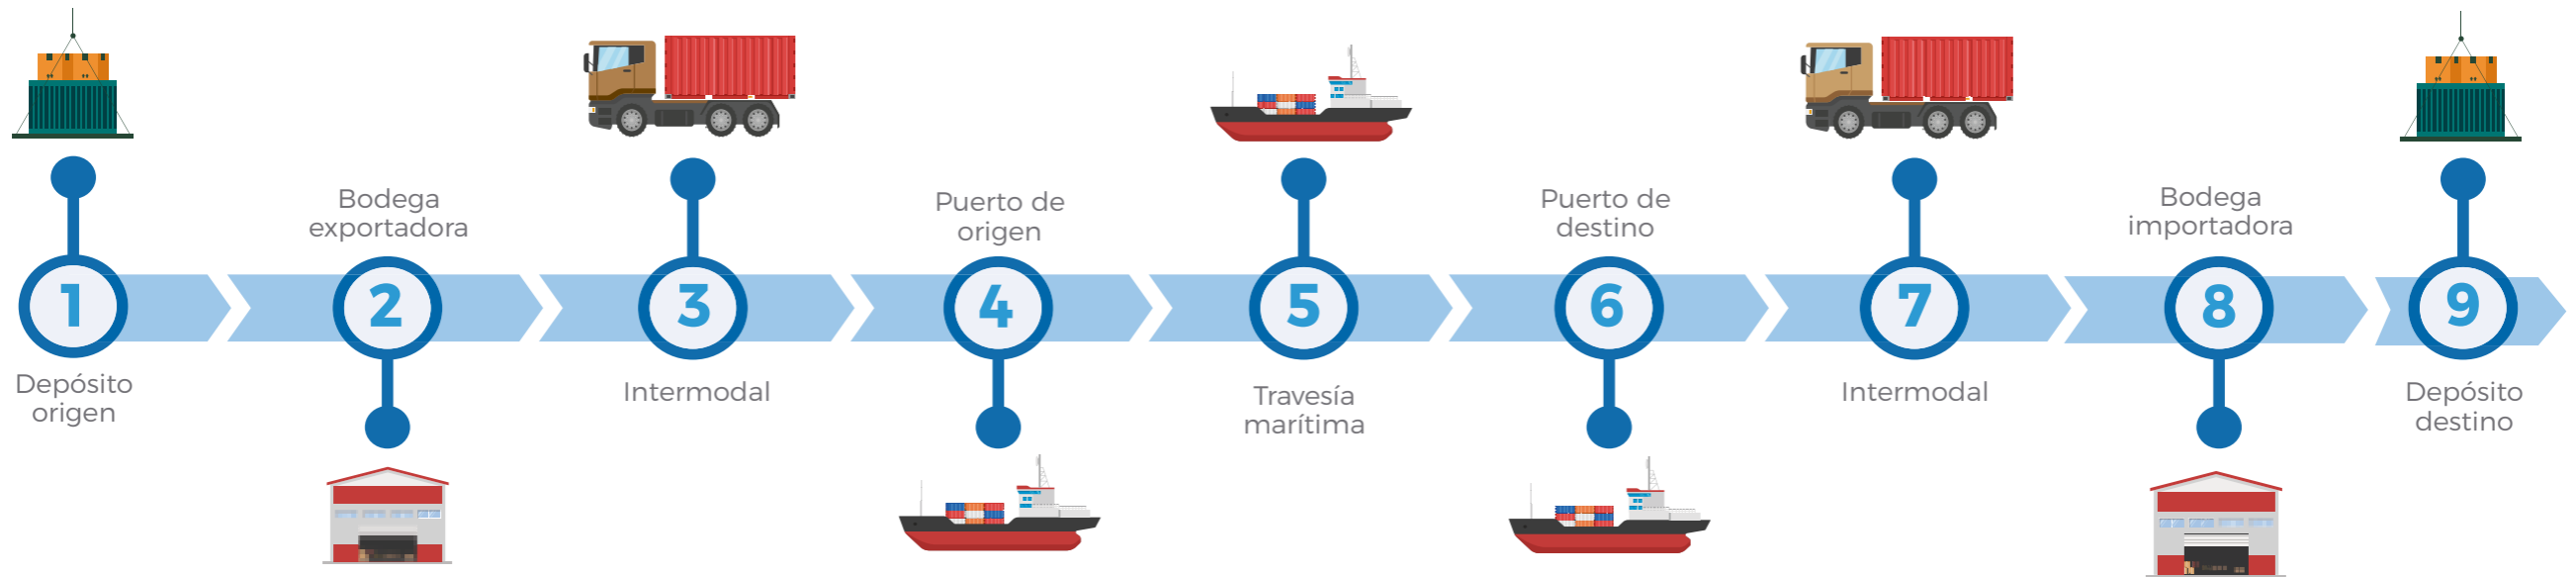 1
Depósito
origen
Bodega
exportadora
2
3
Intermodal
Puerto de
origen
4
5
Travesía
marítima
Puerto de
destino
6
7
Intermodal
Bodega
importadora
8
9
Depósito
destino